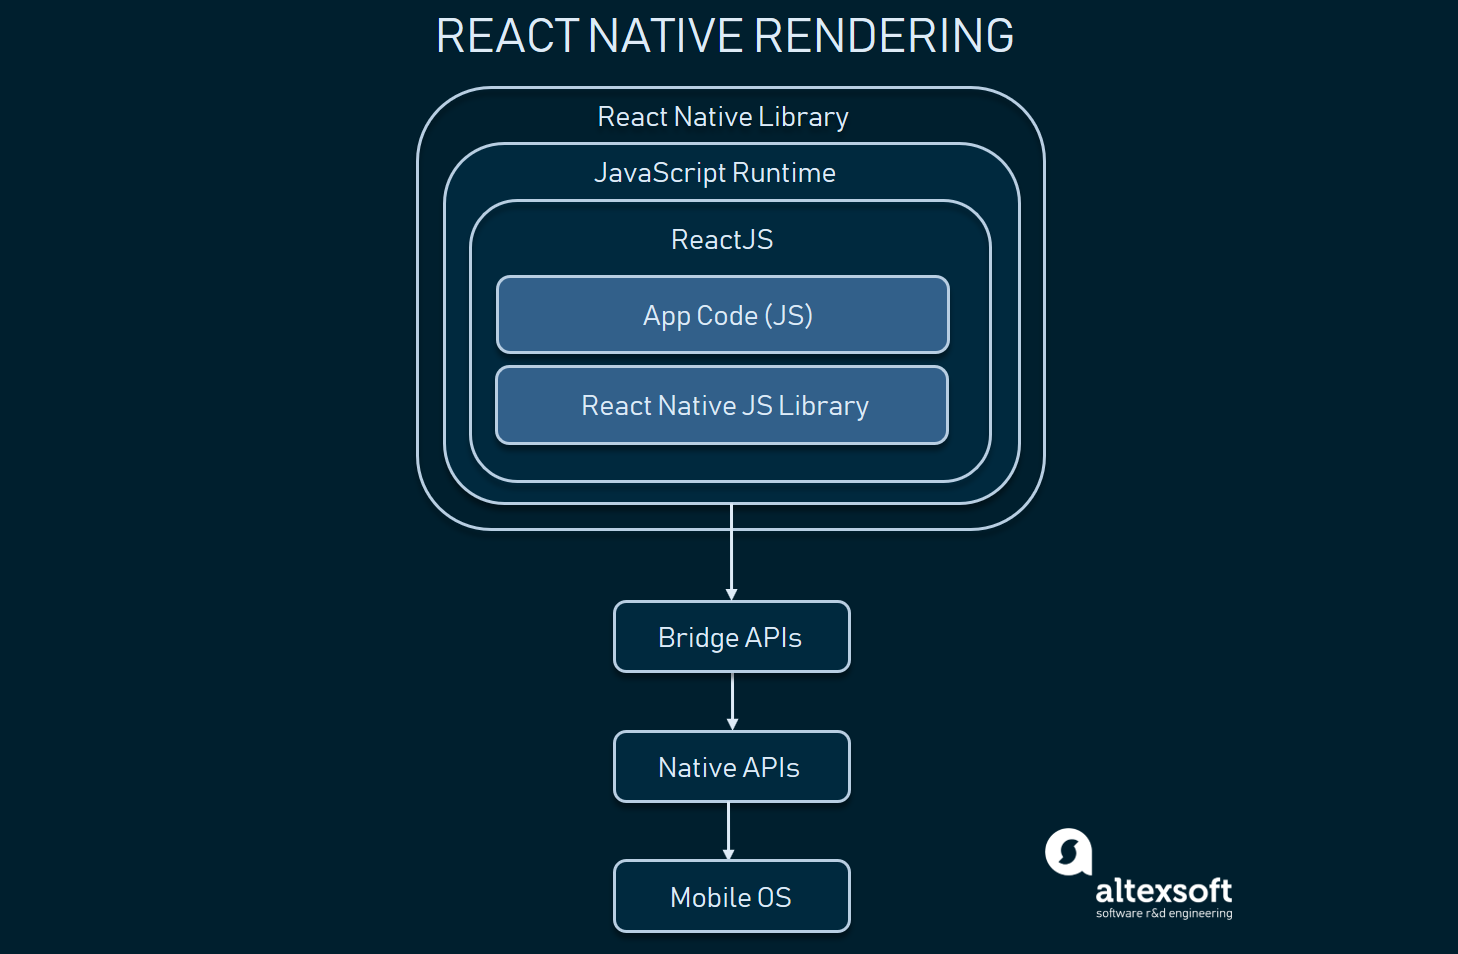 REACT NATIVE RENDERING
React Native Library
JavaScript Runtime
ReactJS
App Code (JS)
React Native JS Library
Bridge APIs
Native APIs
Mobile OS
altexsoft
software r&d engineering